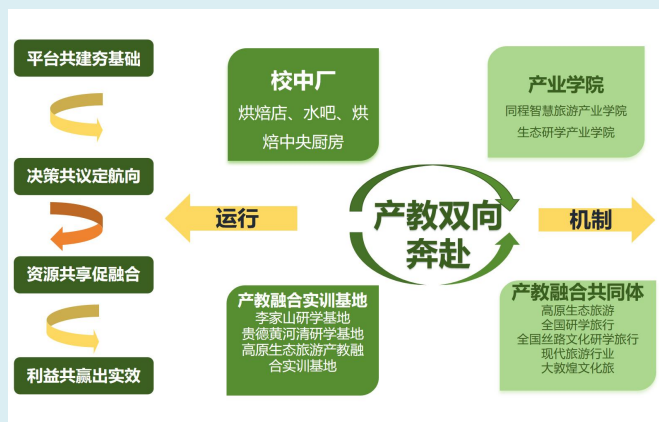 平台共建夯基础
决策共议定航向
资源共享促融合
利益共赢出实效
校中厂
烘焙店、水吧、烘
焙中央厨房
产业学院
同程智慧旅游产业学院
生态研学产业学院
运行
产教双向
奔赴
机制
产教融合实训基地
李家山研学基地
贵德黄河清研学基地
高原生态旅游产教融
合实训基地
产教融合共同体
高原生态旅游
全国研学旅行
全国丝路文化研学旅行
现代旅游行业
大敦煌文化旅